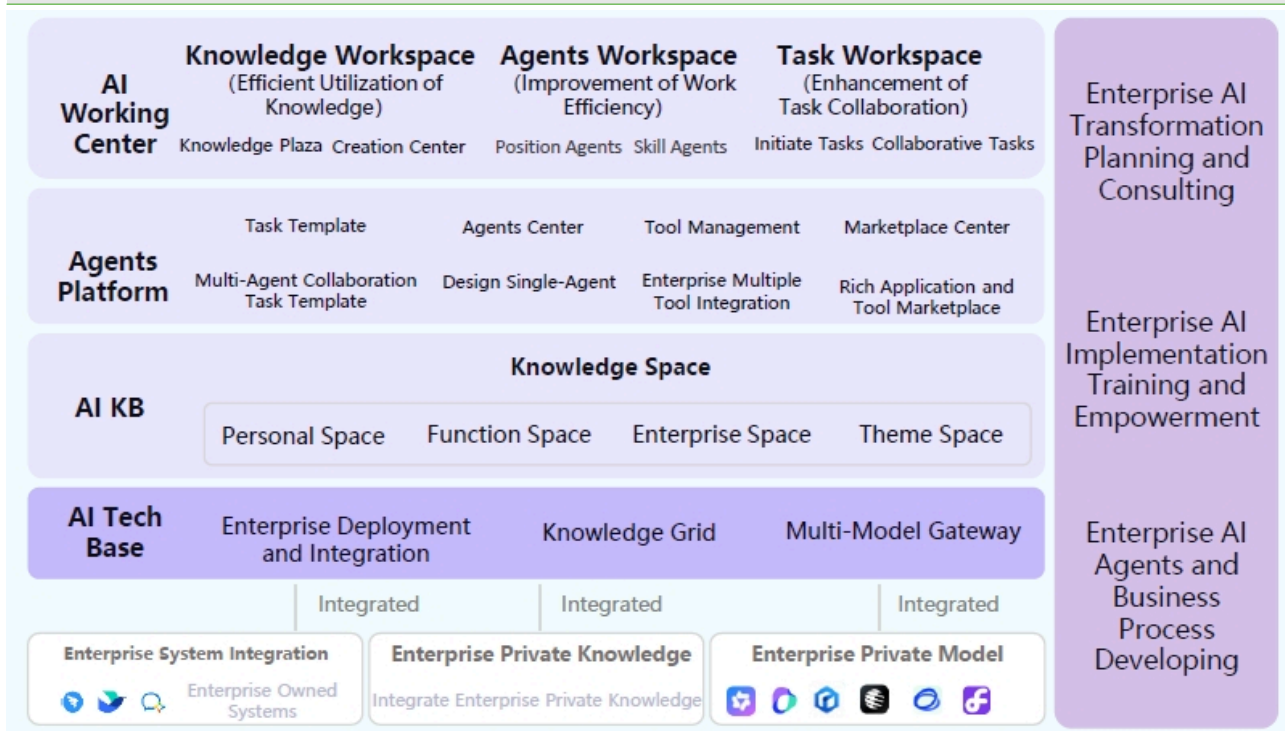 AI
Working
Center
Knowledge Workspace
(Efficient Utilization of
Knowledge)
Knowledge Plaza Creation Center
Agents Workspace
(Improvement of Work
Efficiency)
Position Agents Skill Agents
Task Workspace
(Enhancement of
Task Collaboration)
Initiate Tasks Collaborative Tasks
Agents
Platform
Task Template
Agents Center
Tool Management
Marketplace Center
Multi-Agent Collaboration
Task Template
Design Single-Agent
Enterprise Multiple
Tool Integration
Rich Application and
Tool Marketplace
AI KB
Knowledge Space
Personal Space
Function Space
Enterprise Space
Theme Space
AI Tech
Base
Enterprise Deployment
and Integration
Knowledge Grid
Multi-Model Gateway
Integrated
Integrated
Integrated
Enterprise System Integration
Enterprise Owned
Systems
Enterprise Private Knowledge
Integrate Enterprise Private Knowledge
Enterprise Private Model
Enterprise AI
Transformation
Planning and
Consulting
Enterprise AI
Implementation
Training and
Empowerment
Enterprise AI
Agents and
Business
Process
Developing